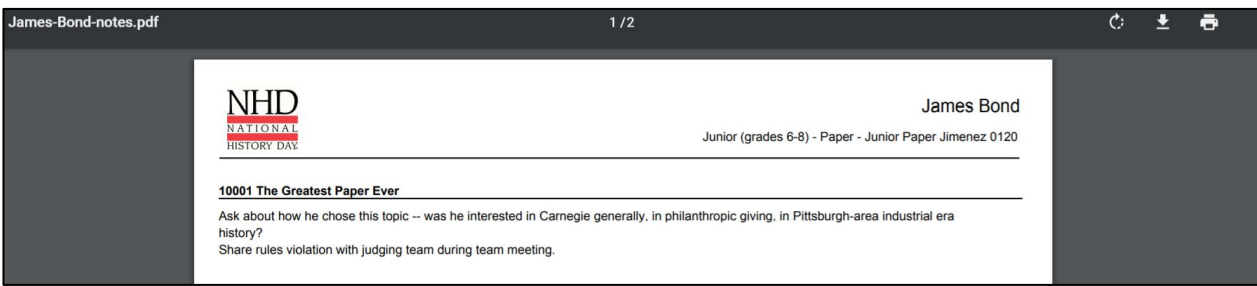 James-Bond-notes.pdf
1 / 2
NHD
NATIONAL
HISTORY DAY
James Bond
Junior (grades 6-8) - Paper - Junior Paper Jimenez 0120
10001 The Greatest Paper Ever
Ask about how he chose this topic -- was he interested in Carnegie generally, in philanthropic giving, in Pittsburgh-area industrial era
history?
Share rules violation with judging team during team meeting.